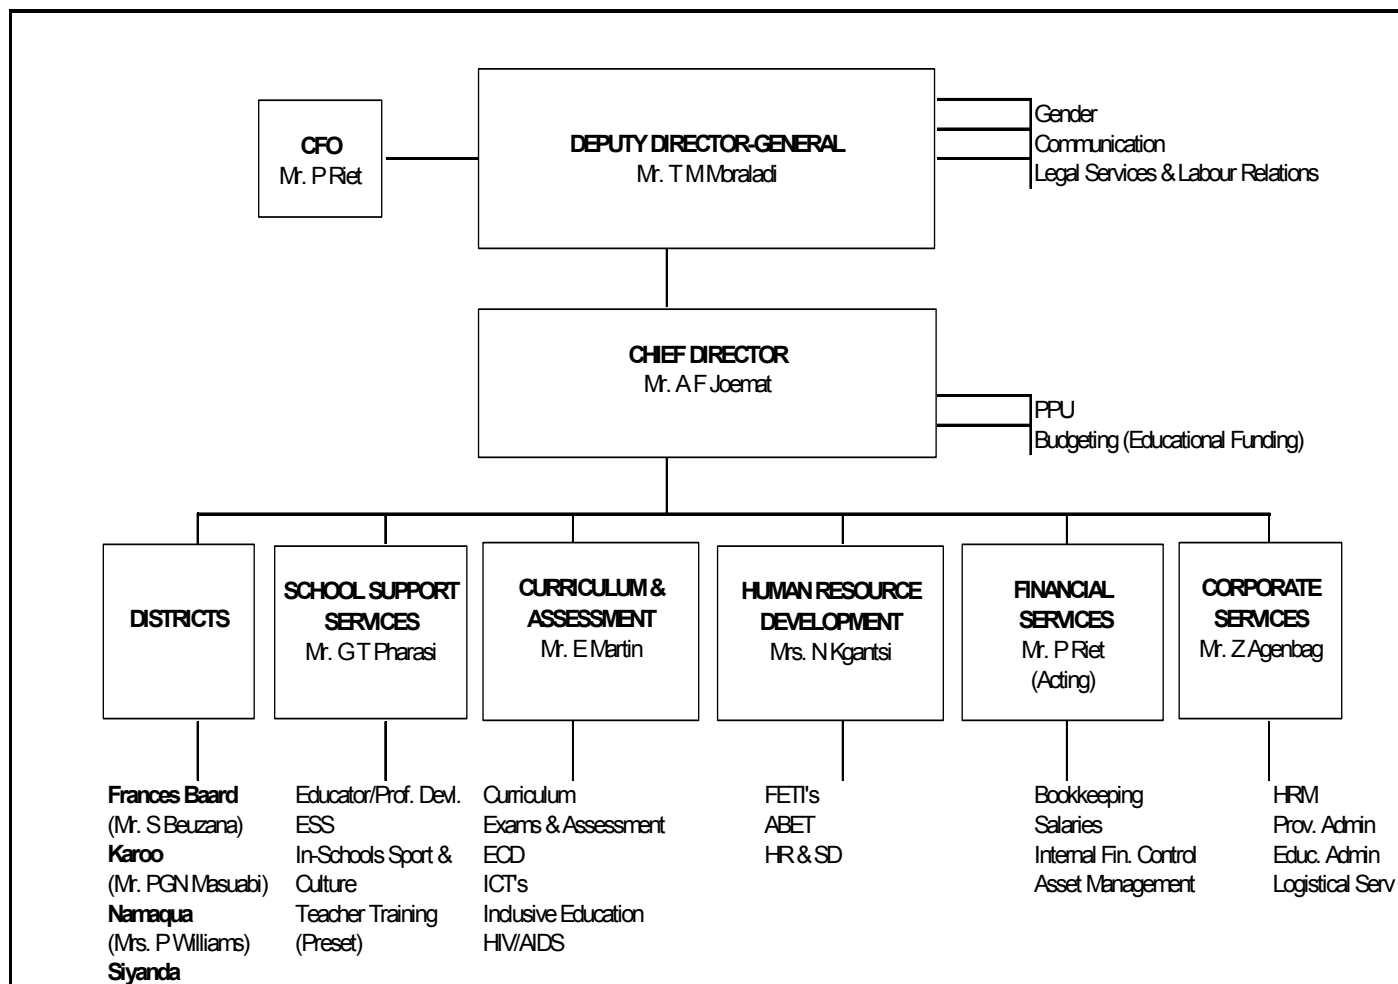 CFO
Mr. P Riet
DEPUTY DIRECTOR-GENERAL
Mr. T M Moraladi
Gender
Communication
Legal Services & Labour Relations
CHIEF DIRECTOR
Mr. A F Joemat
PPU
Budgeting (Educational Funding)
DISTRICTS
SCHOOL SUPPORT
SERVICES
Mr. G T Pharasi
CURRICULUM &
ASSESSMENT
Mr. E Martin
HUMAN RESOURCE
DEVELOPMENT
Mrs. N Kgantsi
FINANCIAL
SERVICES
Mr. P Riet
(Acting)
CORPORATE
SERVICES
Mr. Z Agenbag
Frances Baard
(Mr. S Beuzana)
Karoo
(Mr. PGN Masuabi)
Namaqua
(Mrs. P Williams)
Siyanda
Educator/Prof. Devl.
ESS
In-Schools Sport &
Culture
Teacher Training
(Preset)
Curriculum
Exams & Assessment
ECD
ICT's
Inclusive Education
HIV/AIDS
FETI's
ABET
HR & SD
Bookkeeping
Salaries
Internal Fin. Control
Asset Management
HRM
Prov. Admin
Educ. Admin
Logistical Serv